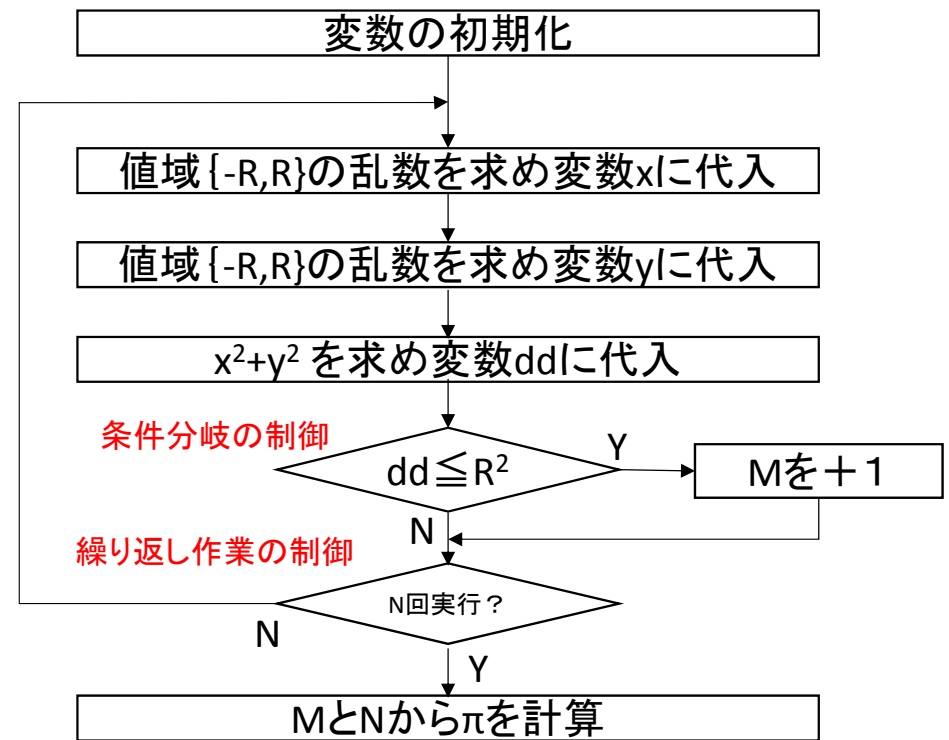 変数の初期化
値域{-R,R}の乱数を求め変数xに代入
値域{-R,R}の乱数を求め変数yに代入
x²+y² を求め変数ddに代入
条件分岐の制御
dd≦R²
Y
Mを＋１
N
繰り返し作業の制御
N回実行？
N
Y
MとNからπを計算